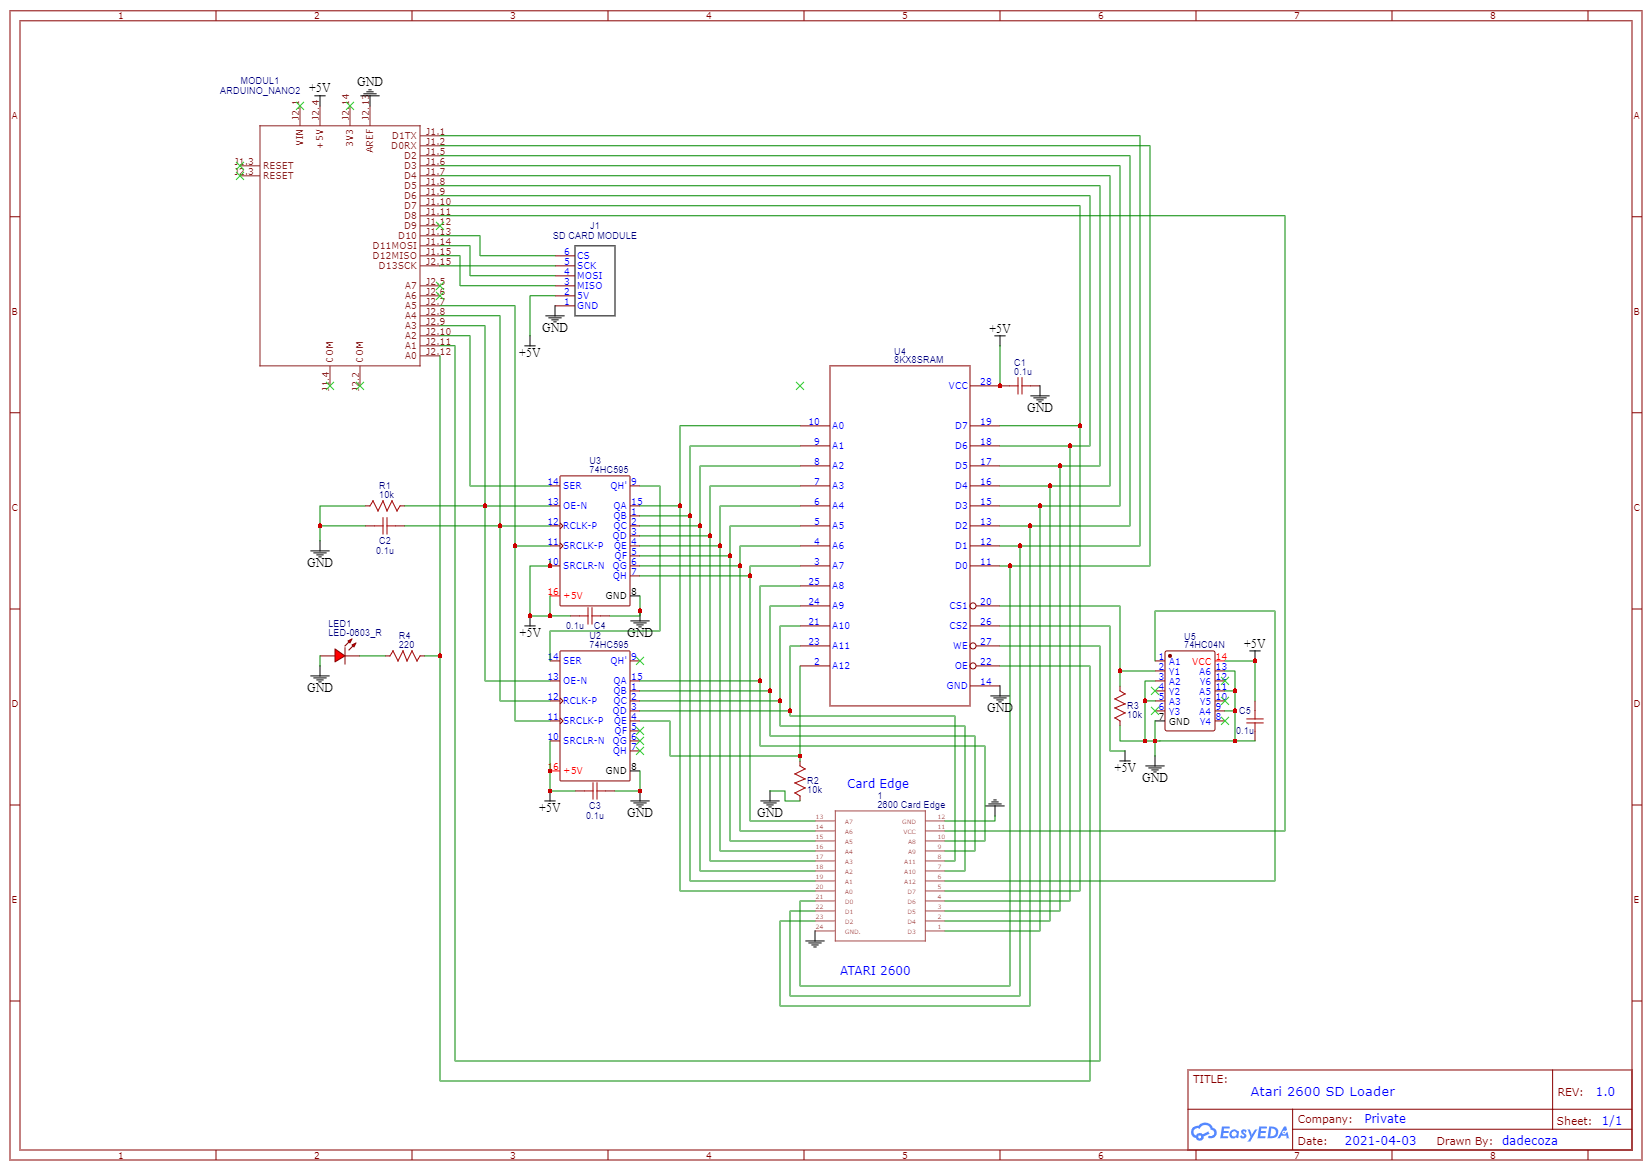 1 2 3 4 5 6 7 8
A
B
C
D
E
MODUL1
ARDUINO_NANO2
+5V
GND
J2.1
J2.4
J2.14
VIN
+5V
3V3
AREF
J1.3 RESET
J2.3 RESET
D1TX J1.1
D0RX J1.2
D2 J1.5
D3 J1.6
D4 J1.7
D5 J1.8
D6 J1.9
D7 J1.10
D8 J1.11
D9 J1.12
D10 J1.13
D11MOSI J1.14
D12MISO J1.15
D13SCK J2.15
A7 J2.5
A6 J2.6
A5 J2.7
A4 J2.8
A3 J2.9
A2 J2.10
A1 J2.11
A0 J2.12
COM
COM
J1.4
J2.2
J1
SD CARD MODULE
6 CS
5 SCK
4 MOSI
3 MISO
2 5V
1 GND
GND
+5V
U4
8KX8SRAM
+5V
C1
0.1u
GND
VCC 28
10 A0
9 A1
8 A2
7 A3
6 A4
5 A5
4 A6
3 A7
25 A8
24 A9
21 A10
23 A11
2 A12
D7 19
D6 18
D5 17
D4 16
D3 15
D2 13
D1 12
D0 11
CS1 20
CS2 26
WE 27
OE 22
GND 14
GND
R1
10k
C2
0.1u
GND
U3
74HC595
14 SER
13 OE-N
12 RCLK-P
11 SRCLK-P
10 SRCLR-N
16 +5V
QH' 9
QA 15
QB 1
QC 2
QD 3
QE 4
QF 5
QG 6
QH 7
GND 8
+5V
0.1u C4
GND
LED1
LED-0603_R
R4
220
GND
U2
74HC595
14 SER
13 OE-N
12 RCLK-P
11 SRCLK-P
10 SRCLR-N
16 +5V
QH' 9
QA 15
QB 1
QC 2
QD 3
QE 4
QF 5
QG 6
QH 7
GND 8
+5V
C3
0.1u
GND
R2
10k
GND
U5
74HC04N
+5V
1 A1
2 Y1
3 A2
4 Y2
5 A3
6 Y3
7 GND
VCC 14
A6 13
Y6 12
A5 11
Y5 10
A4 9
Y4 8
R3
10k
C5
0.1u
+5V
GND
Card Edge
1
2600 Card Edge
13 A7
14 A6
15 A5
16 A4
17 A3
18 A2
19 A1
20 A0
21 D0
22 D1
23 D2
24 GND.
GND 12
VCC 11
A8 10
A9 9
A11 8
A10 7
A12 6
D7 5
D6 4
D5 3
D4 2
D3 1
ATARI 2600
TITLE:
Atari 2600 SD Loader
REV: 1.0
EasyEDA
Company: Private
Sheet: 1/1
Date: 2021-04-03 Drawn By: dadecoza
A
B
C
D
E
1 2 3 4 5 6 7 8